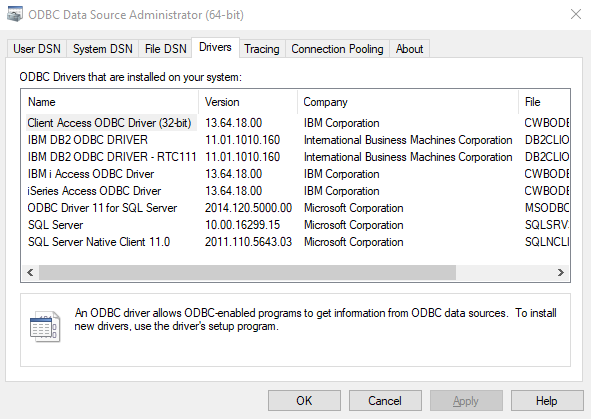 ODBC Data Source Administrator (64-bit)
User DSN System DSN File DSN Drivers Tracing Connection Pooling About
ODBC Drivers that are installed on your system:
Name Version Company File
Client Access ODBC Driver (32-bit) 13.64.18.00 IBM Corporation CWBODE
IBM DB2 ODBC DRIVER 11.01.1010.160 International Business Machines Corporation DB2CLIO
IBM DB2 ODBC DRIVER - RTC111 11.01.1010.160 International Business Machines Corporation DB2CLIO
IBM i Access ODBC Driver 13.64.18.00 IBM Corporation CWBODE
iSeries Access ODBC Driver 13.64.18.00 IBM Corporation CWBODE
ODBC Driver 11 for SQL Server 2014.120.5000.00 Microsoft Corporation MSODBC
SQL Server 10.00.16299.15 Microsoft Corporation SQLSRV
SQL Server Native Client 11.0 2011.110.5643.03 Microsoft Corporation SQLNCLI
An ODBC driver allows ODBC-enabled programs to get information from ODBC data sources. To install
new drivers, use the driver's setup program.
OK Cancel Apply Help